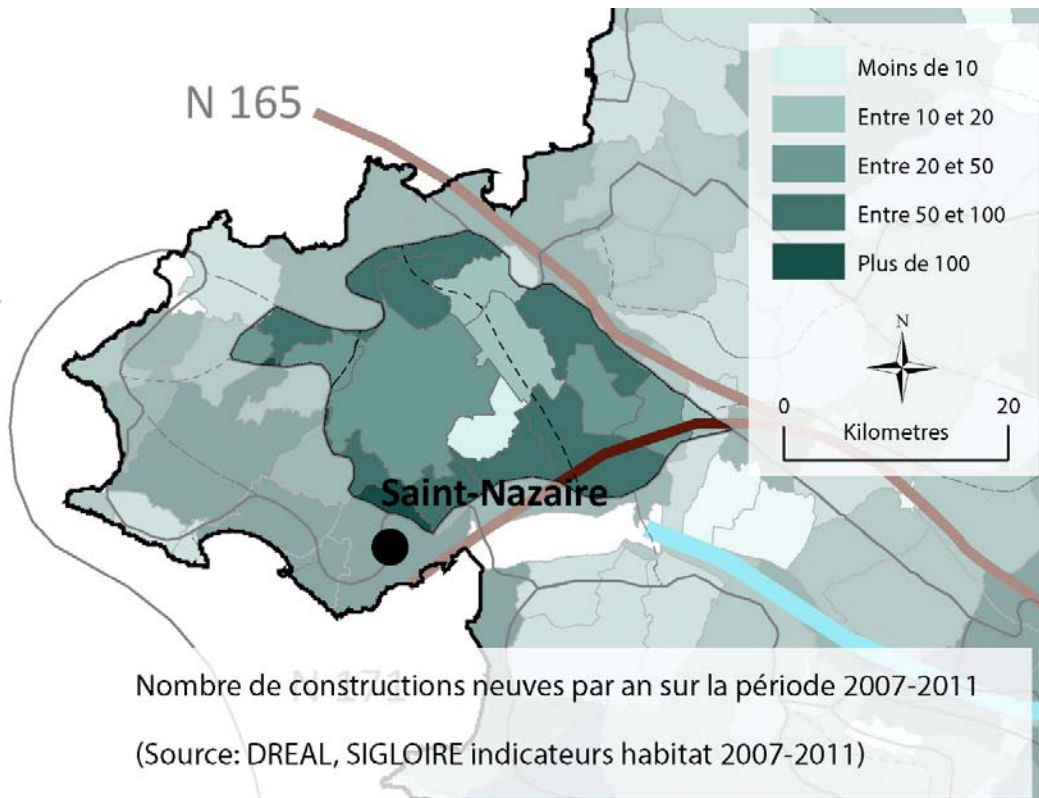 N 165
Moins de 10
Entre 10 et 20
Entre 20 et 50
Entre 50 et 100
Plus de 100
N
0 20
Kilometres
Saint-Nazaire
N 171
Nombre de constructions neuves par an sur la période 2007-2011
(Source: DREAL, SIGLOIRE indicateurs habitat 2007-2011)